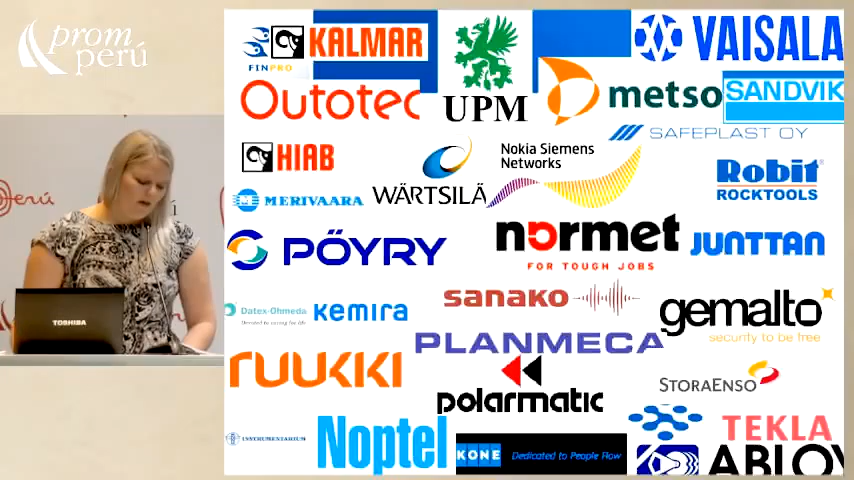 prom
perú
perú
TOSHIBA
FINPRO
KALMAR
UPM
VAISALA
Outotec
metso
SANDVIK
SAFEPLAST OY
HIAB
WÄRTSILÄ
Nokia Siemens
Networks
Robit
ROCKTOOLS
MERIVAARA
PÖYRY
normet
FOR TOUGH JOBS
JUNTTAN
Datex-Ohmeda
kemira
sanako
gemalto
security to be free
PLANMECA
ruukki
polarmatic
STORAENSO
INSTRUMENTARIUM
Noptel
KONE
Dedicated to People Flow
TEKLA
ABLOY